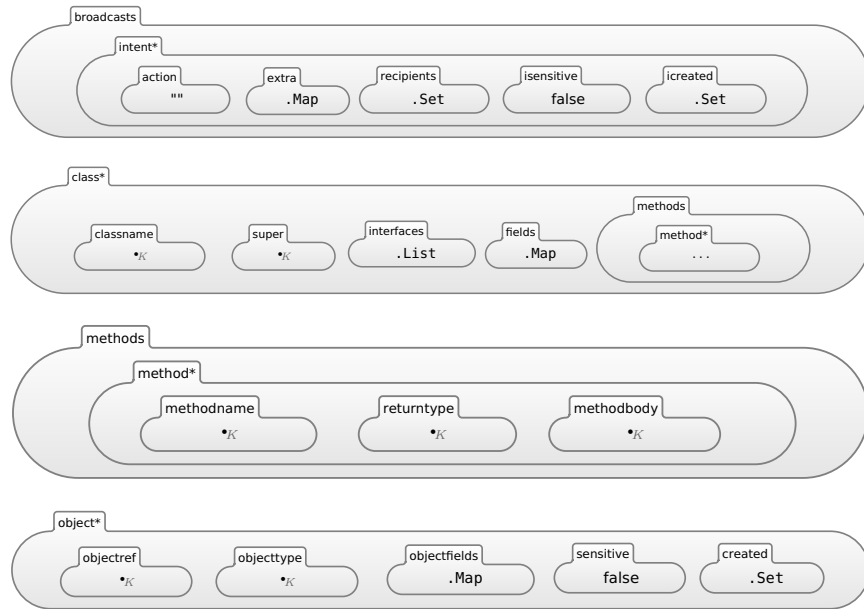 broadcasts
intent*
action extra recipients isensitive icreated
"" .Map .Set false .Set
class*
methods
classname super interfaces fields method*
•K •K .List .Map ...
methods
method*
methodname returntype methodbody
•K •K •K
object*
objectref objecttype objectfields sensitive created
•K •K .Map false .Set